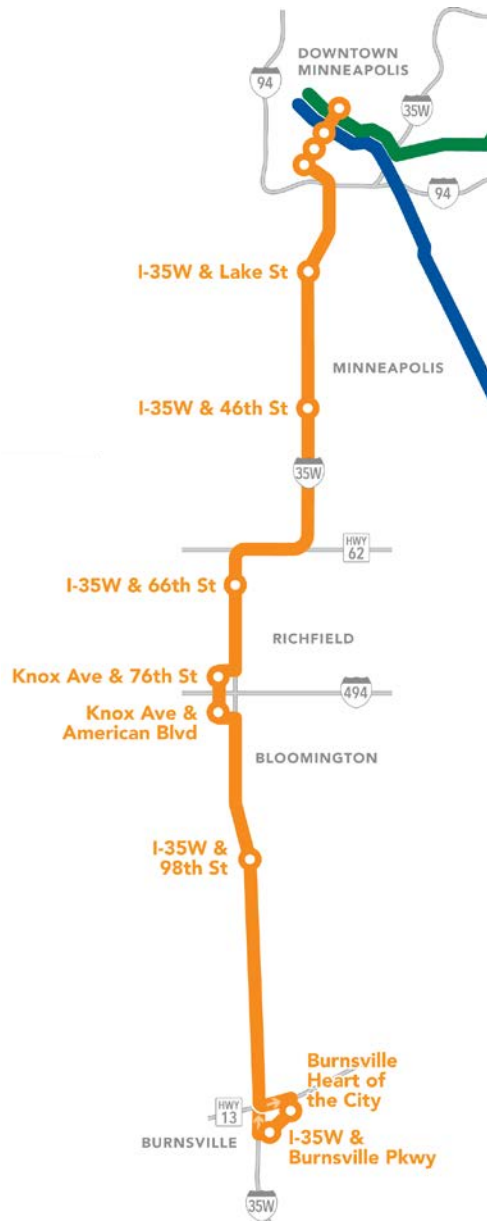 DOWNTOWN
MINNEAPOLIS
94
35W
94
I-35W & Lake St
MINNEAPOLIS
I-35W & 46th St
35W
HWY
62
I-35W & 66th St
RICHFIELD
Knox Ave & 76th St
494
Knox Ave &
American Blvd
BLOOMINGTON
I-35W &
98th St
Burnsville
Heart of
the City
HWY
13
BURNSVILLE
I-35W &
Burnsville Pkwy
35W